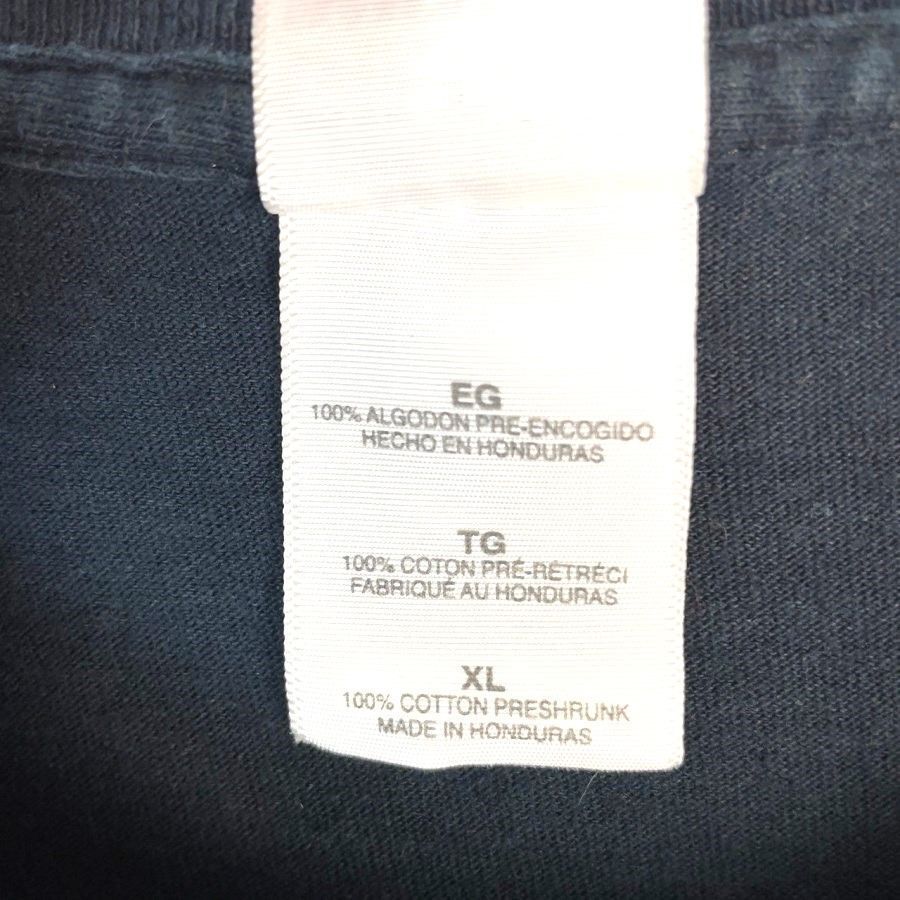 EG
100% ALGODON PRE-ENCOGIDO
HECHO EN HONDURAS
TG
100% COTON PRÉ-RÉTRÉCI
FABRIQUÉ AU HONDURAS
XL
100% COTTON PRESHRUNK
MADE IN HONDURAS